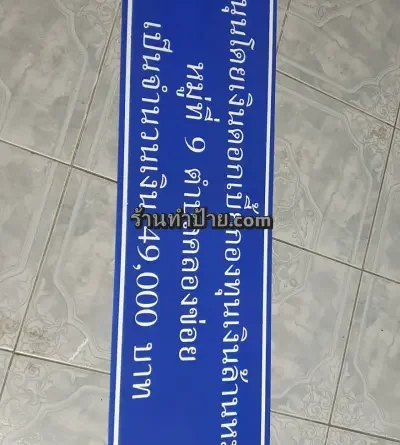 นุนโดยเงินดอกเบี้ยกองทุนเงินล้านห
หมู่ที่ 9 ตำบลคลองข่อย
เป็นจำนวนเงิน 49,000 บาท
ร้านทำป้าย.com